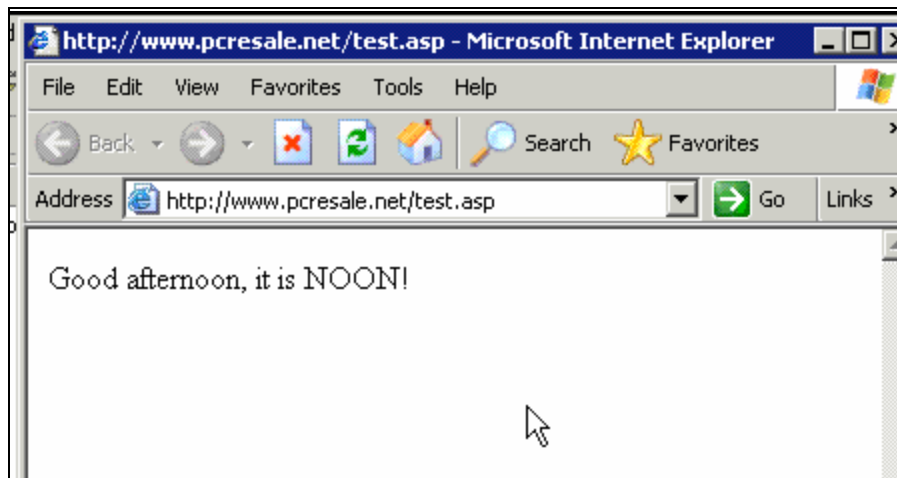 http://www.pcresale.net/test.asp - Microsoft Internet Explorer
File Edit View Favorites Tools Help
Back Search Favorites
Address http://www.pcresale.net/test.asp Go Links
Good afternoon, it is NOON!